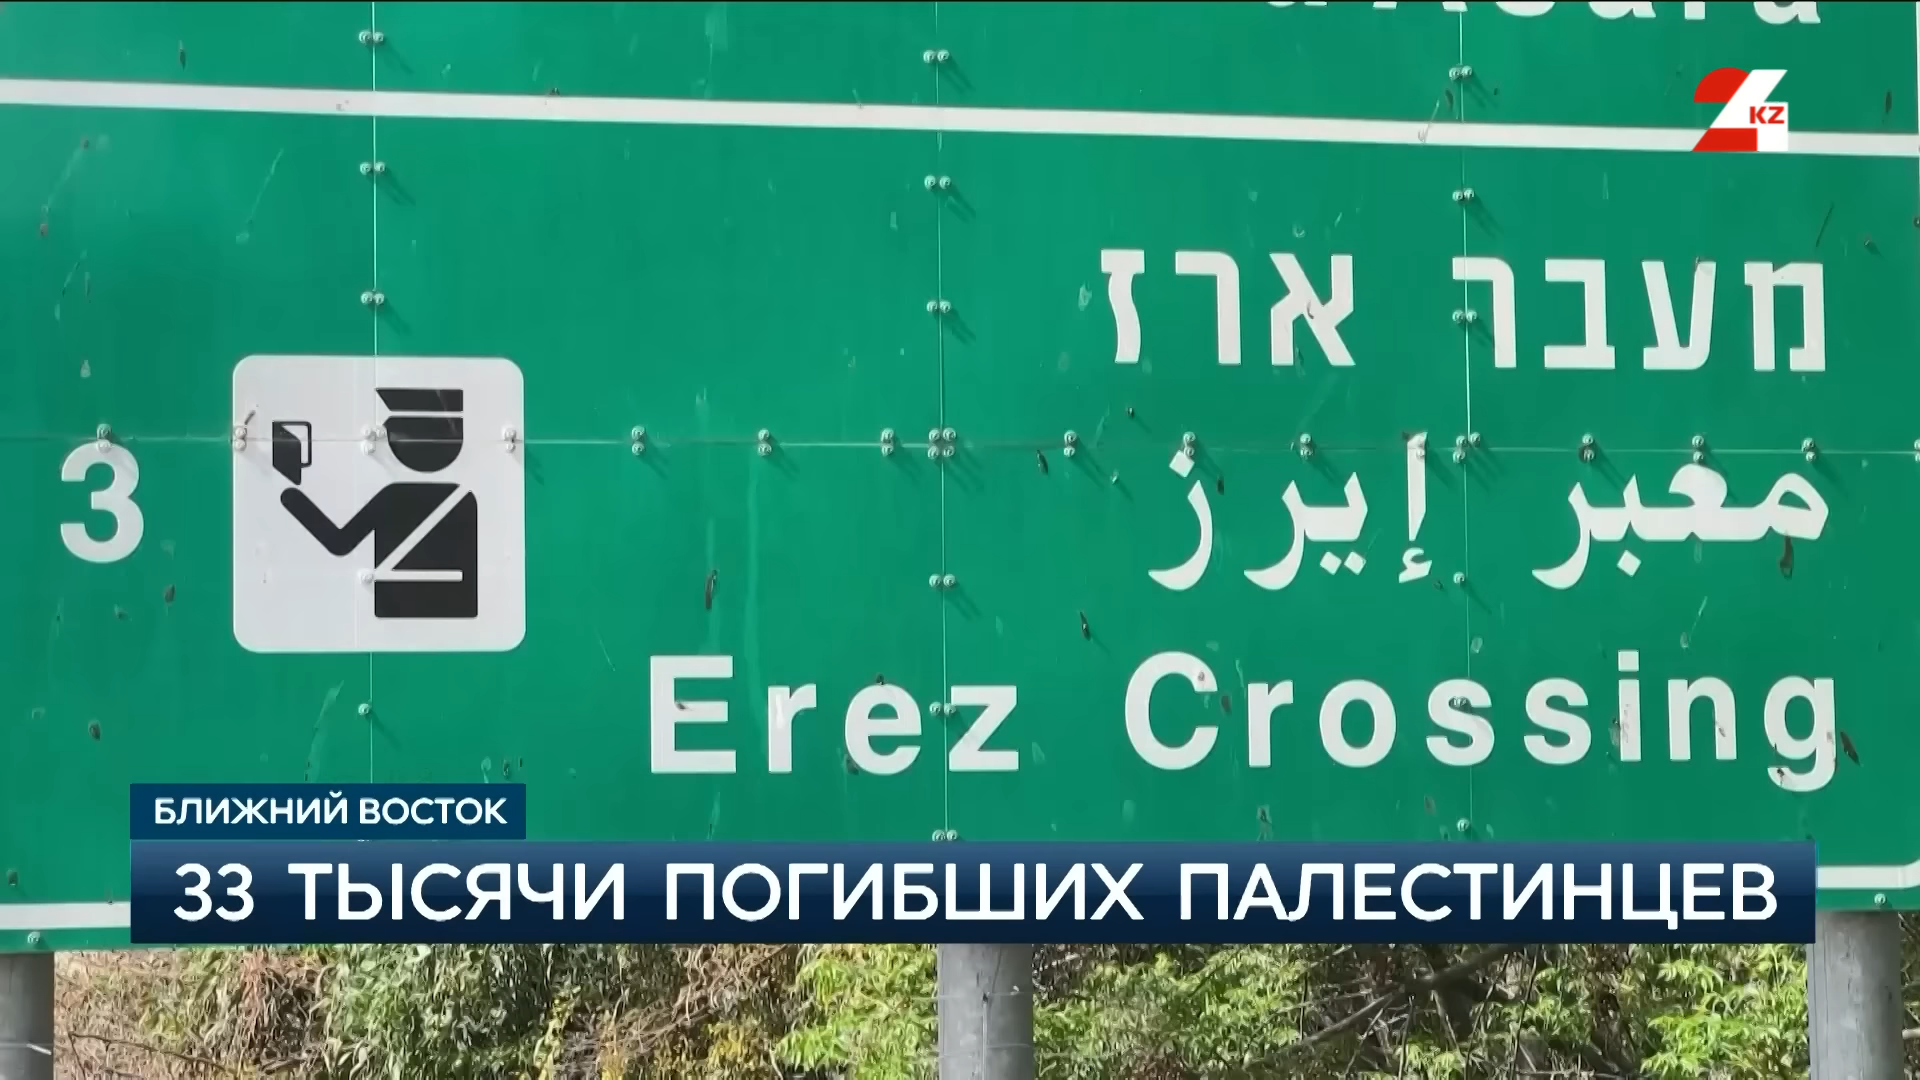 KZ
מעבר ארז
3
معبر إيرز
Erez Crossing
БЛИЖНИЙ ВОСТОК
33 ТЫСЯЧИ ПОГИБШИХ ПАЛЕСТИНЦЕВ